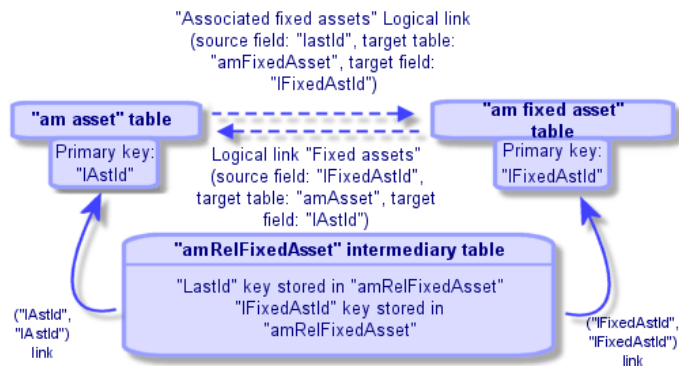 "Associated fixed assets" Logical link
(source field: "lastId", target table:
"amFixedAsset", target field:
"lFixedAstId")
"am asset" table
"am fixed asset"
table
Primary key:
"lAstId"
Logical link "Fixed assets"
(source field: "lFixedAstId",
target table: "amAsset", target
field: "lAstId")
Primary key:
"lFixedAstId"
"amRelFixedAsset" intermediary table
"LastId" key stored in "amRelFixedAsset"
"lFixedAstId" key stored in
"amRelFixedAsset"
("lAstId",
"lAstId")
link
("lFixedAstId",
"lFixedAstId")
link